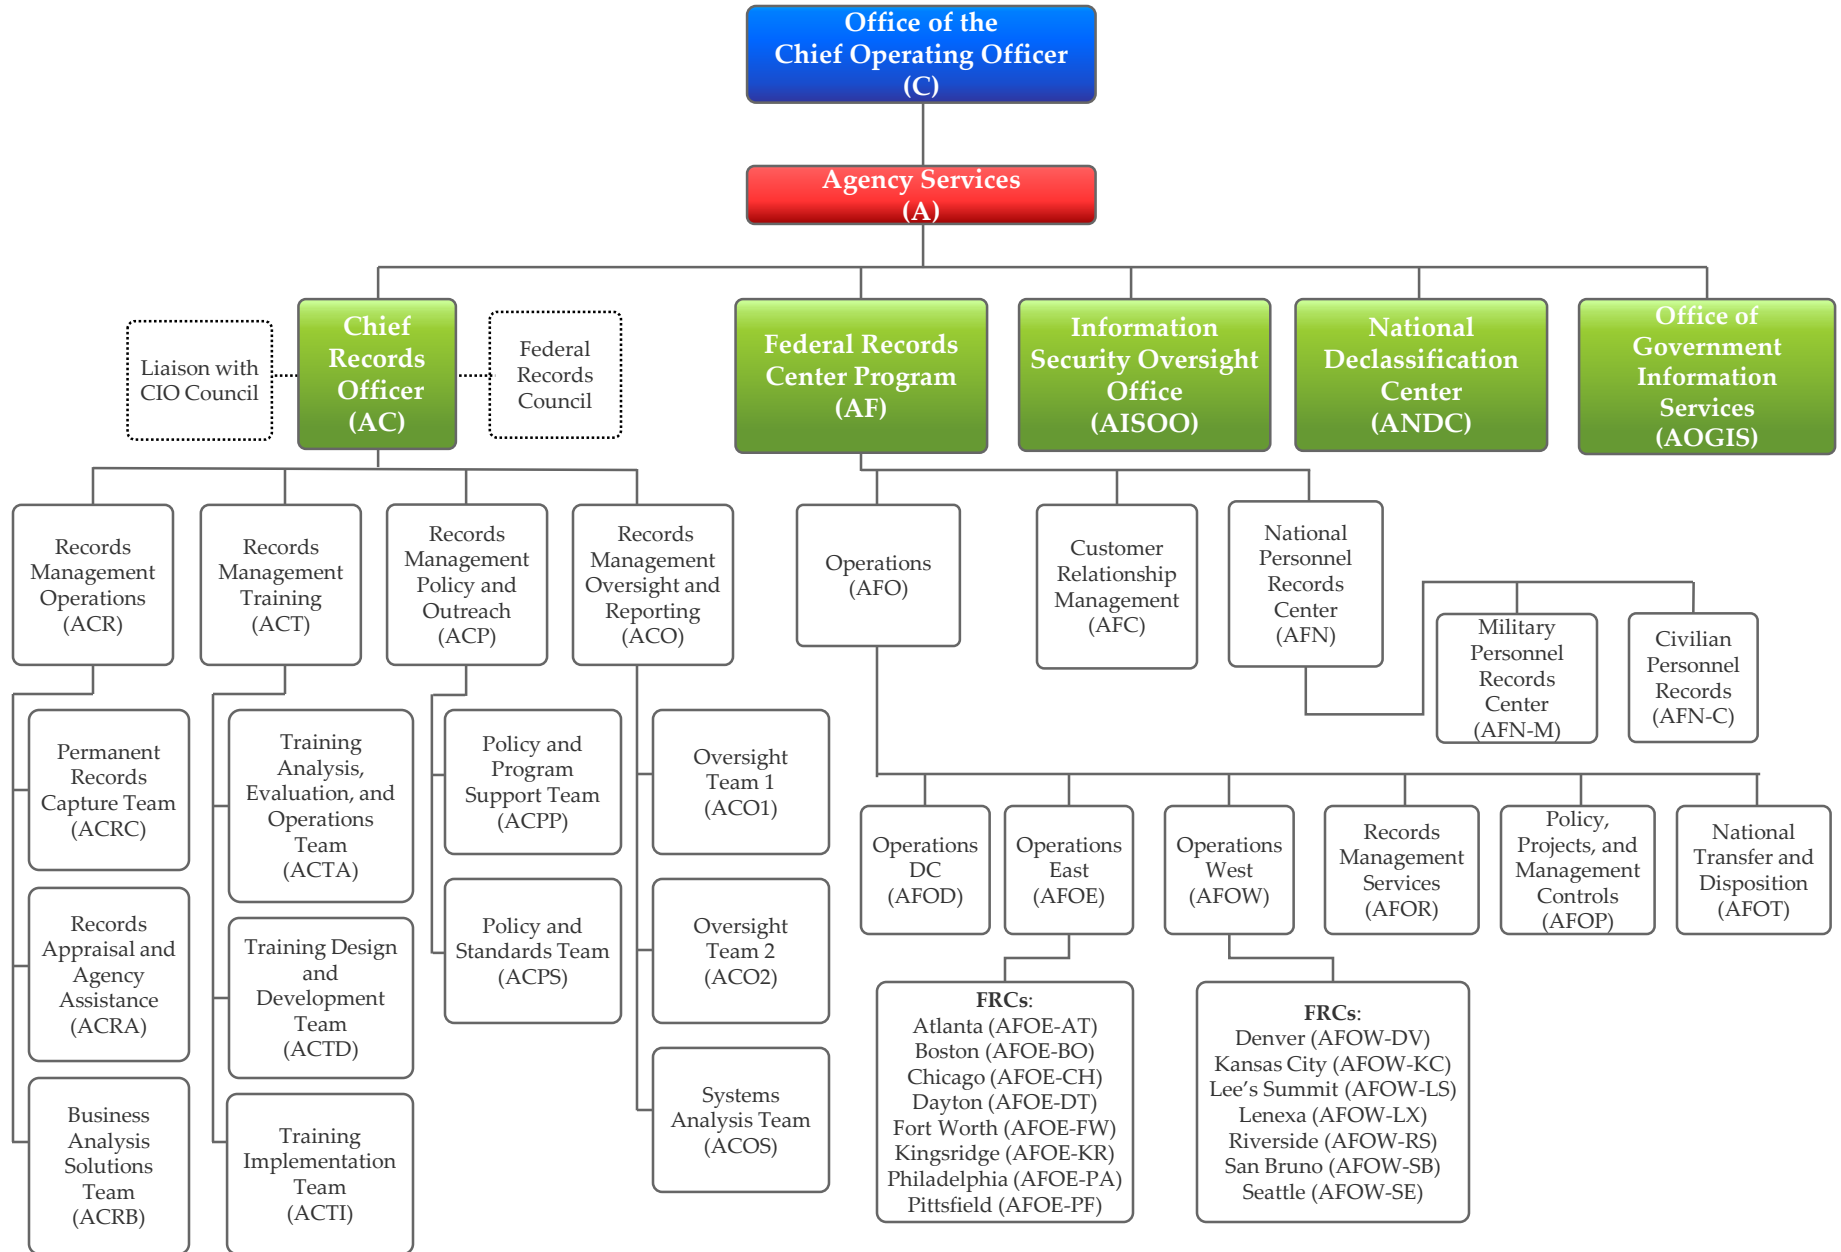 Office of the
Chief Operating Officer
(C)
Agency Services
(A)
Liaison with
CIO Council
Chief
Records
Officer
(AC)
Federal
Records
Council
Federal Records
Center Program
(AF)
Information
Security Oversight
Office
(AISOO)
National
Declassification
Center
(ANDC)
Office of
Government
Information
Services
(AOGIS)
Records
Management
Operations
(ACR)
Records
Management
Training
(ACT)
Records
Management
Policy and
Outreach
(ACP)
Records
Management
Oversight and
Reporting
(ACO)
Operations
(AFO)
Customer
Relationship
Management
(AFC)
National
Personnel
Records
Center
(AFN)
Military
Personnel
Records
Center
(AFN-M)
Civilian
Personnel
Records
(AFN-C)
Permanent
Records
Capture Team
(ACRC)
Records
Appraisal and
Agency
Assistance
(ACRA)
Business
Analysis
Solutions
Team
(ACRB)
Training
Analysis,
Evaluation, and
Operations
Team
(ACTA)
Training Design
and
Development
Team
(ACTD)
Training
Implementation
Team
(ACTI)
Policy and
Program
Support Team
(ACPP)
Policy and
Standards Team
(ACPS)
Oversight
Team 1
(ACO1)
Oversight
Team 2
(ACO2)
Systems
Analysis Team
(ACOS)
Operations
DC
(AFOD)
Operations
East
(AFOE)
Operations
West
(AFOW)
Records
Management
Services
(AFOR)
Policy,
Projects, and
Management
Controls
(AFOP)
National
Transfer and
Disposition
(AFOT)
FRCs:
Atlanta (AFOE-AT)
Boston (AFOE-BO)
Chicago (AFOE-CH)
Dayton (AFOE-DT)
Fort Worth (AFOE-FW)
Kingsridge (AFOE-KR)
Philadelphia (AFOE-PA)
Pittsfield (AFOE-PF)
FRCs:
Denver (AFOW-DV)
Kansas City (AFOW-KC)
Lee’s Summit (AFOW-LS)
Lenexa (AFOW-LX)
Riverside (AFOW-RS)
San Bruno (AFOW-SB)
Seattle (AFOW-SE)